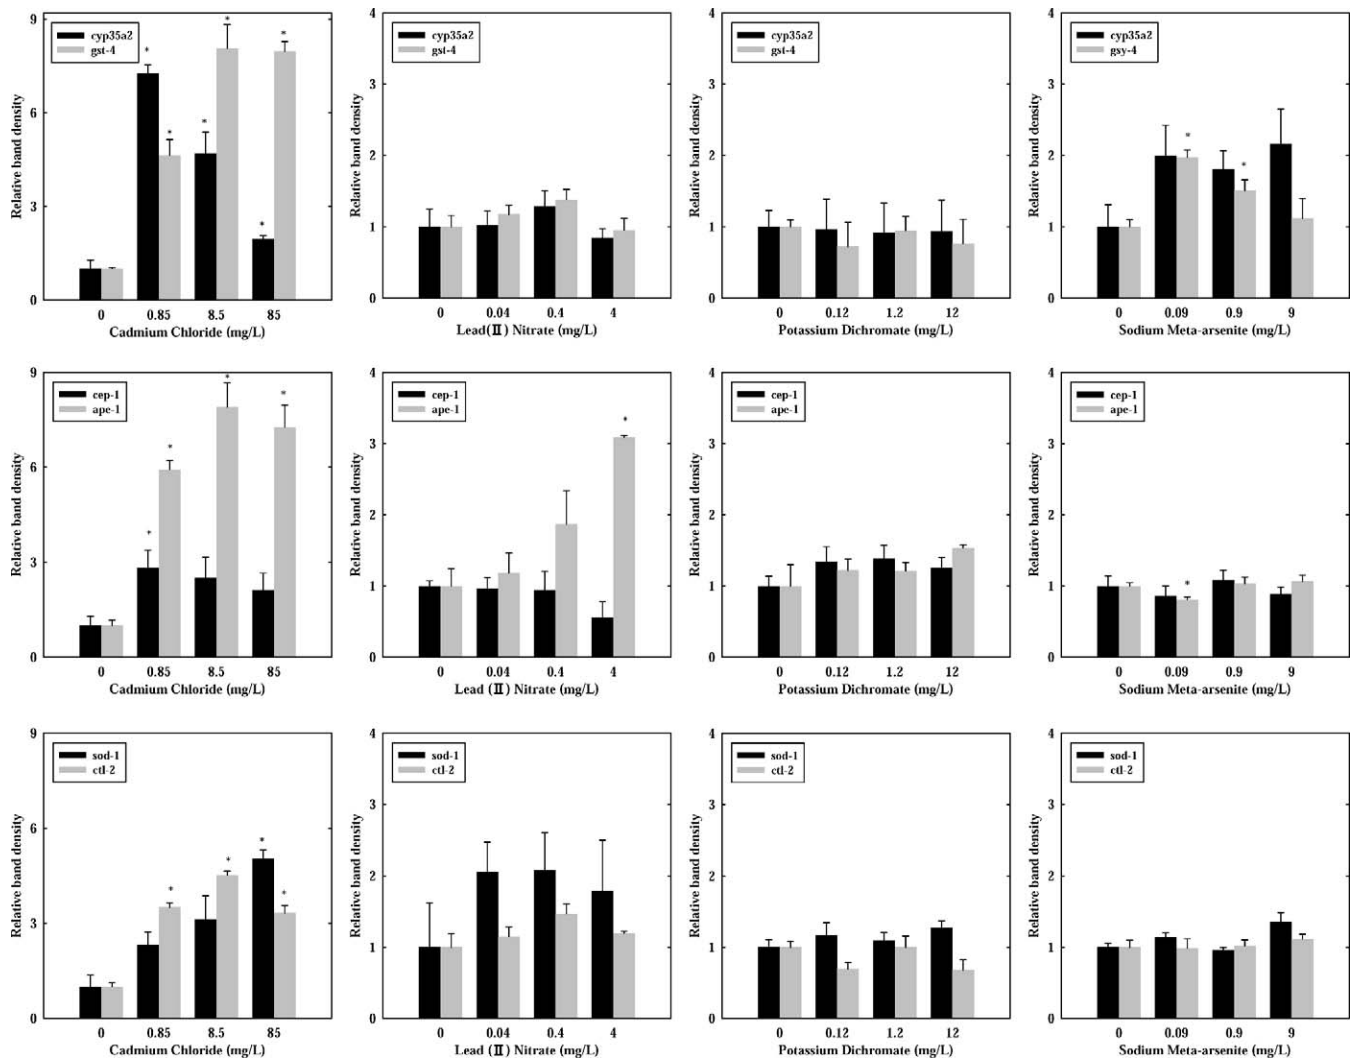 9
6
3
0
Relative band density
cyp35a2
gst-4
*
*
*
*
*
*
0 0.85 8.5 85
Cadmium Chloride (mg/L)
4
3
2
1
0
Relative band density
cyp35a2
gst-4
0 0.04 0.4 4
Lead(II) Nitrate (mg/L)
4
3
2
1
0
Relative band density
cyp35a2
gst-4
0 0.12 1.2 12
Potassium Dichromate (mg/L)
4
3
2
1
0
Relative band density
cyp35a2
gsy-4
*
*
0 0.09 0.9 9
Sodium Meta-arsenite (mg/L)
9
6
3
0
Relative band density
cep-1
ape-1
*
*
*
*
0 0.85 8.5 85
Cadmium Chloride (mg/L)
4
3
2
1
0
Relative band density
cep-1
ape-1
*
0 0.04 0.4 4
Lead (II) Nitrate (mg/L)
4
3
2
1
0
Relative band density
cep-1
ape-1
0 0.12 1.2 12
Potassium Dichromate (mg/L)
4
3
2
1
0
Relative band density
cep-1
ape-1
*
0 0.09 0.9 9
Sodium Meta-arsenite (mg/L)
9
6
3
0
Relative band density
sod-1
ctl-2
*
*
*
*
0 0.85 8.5 85
Cadmium Chloride (mg/L)
4
3
2
1
0
Relative band density
sod-1
ctl-2
0 0.04 0.4 4
Lead (II) Nitrate (mg/L)
4
3
2
1
0
Relative band density
sod-1
ctl-2
0 0.12 1.2 12
Potassium Dichromate (mg/L)
4
3
2
1
0
Relative band density
sod-1
ctl-2
0 0.09 0.9 9
Sodium Meta-arsenite (mg/L)